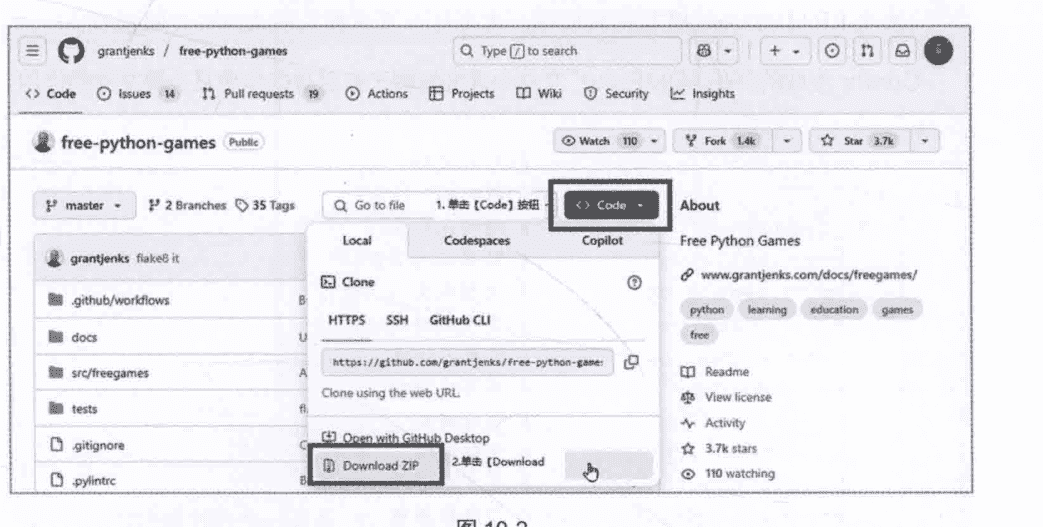 grantjenks / free-python-games
Type / to search
<> Code Issues 14 Pull requests 19 Actions Projects Wiki Security Insights
free-python-games Public
Watch 110 Fork 1.4k Star 3.7k
master 2 Branches 35 Tags Go to file 1. 单击【Code】按钮 <> Code
About
Local Codespaces Copilot
Free Python Games
grantjenks flake8 it
www.grantjenks.com/docs/freegames/
Clone
.github/workflows
python learning education games
HTTPS SSH GitHub CLI
free
docs
https://github.com/grantjenks/free-python-game
src/freegames
Readme
Clone using the web URL.
View license
tests
Activity
Open with GitHub Desktop
.gitignore
3.7k stars
Download ZIP 2.单击【Download
110 watching
.pylintrc
图 10-2